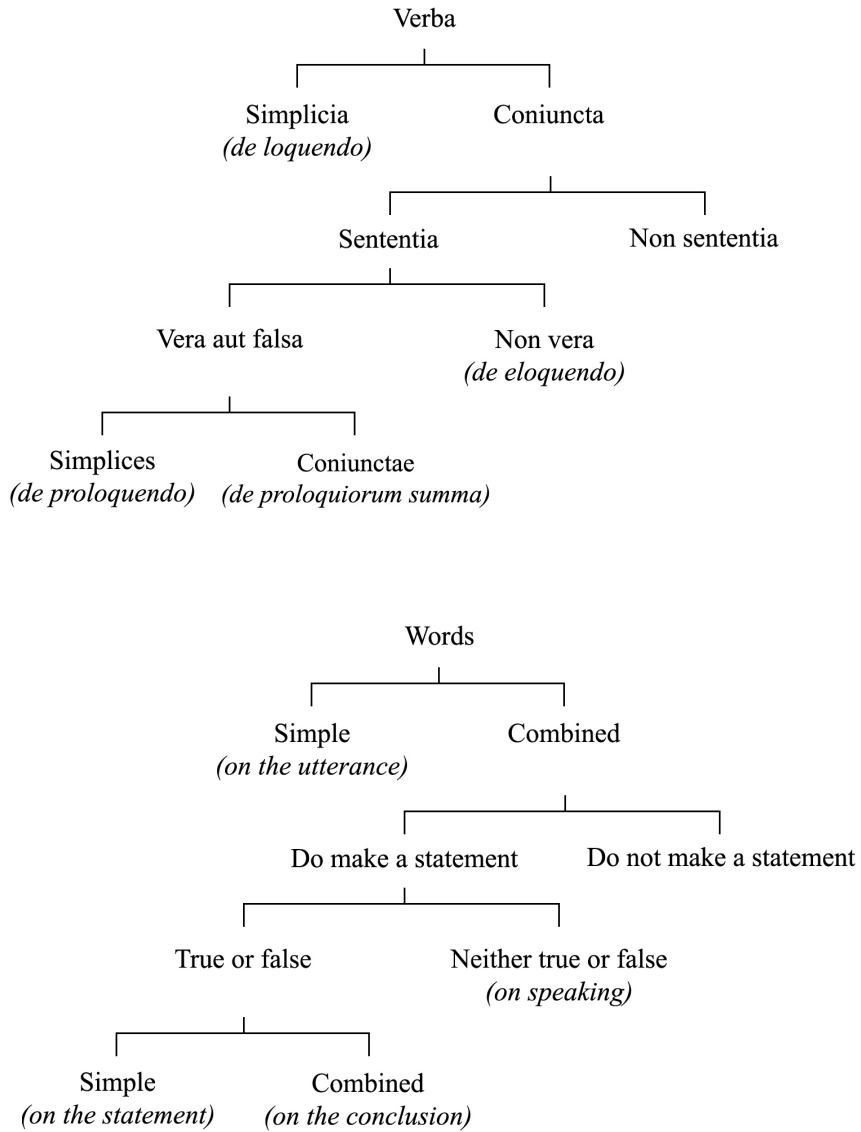 Verba
Simplicia
(de loquendo)
Coniuncta
Sententia
Non sententia
Vera aut falsa
Non vera
(de eloquendo)
Simplices
(de proloquendo)
Coniunctae
(de proloquiorum summa)
Words
Simple
(on the utterance)
Combined
Do make a statement
Do not make a statement
True or false
Neither true or false
(on speaking)
Simple
(on the statement)
Combined
(on the conclusion)